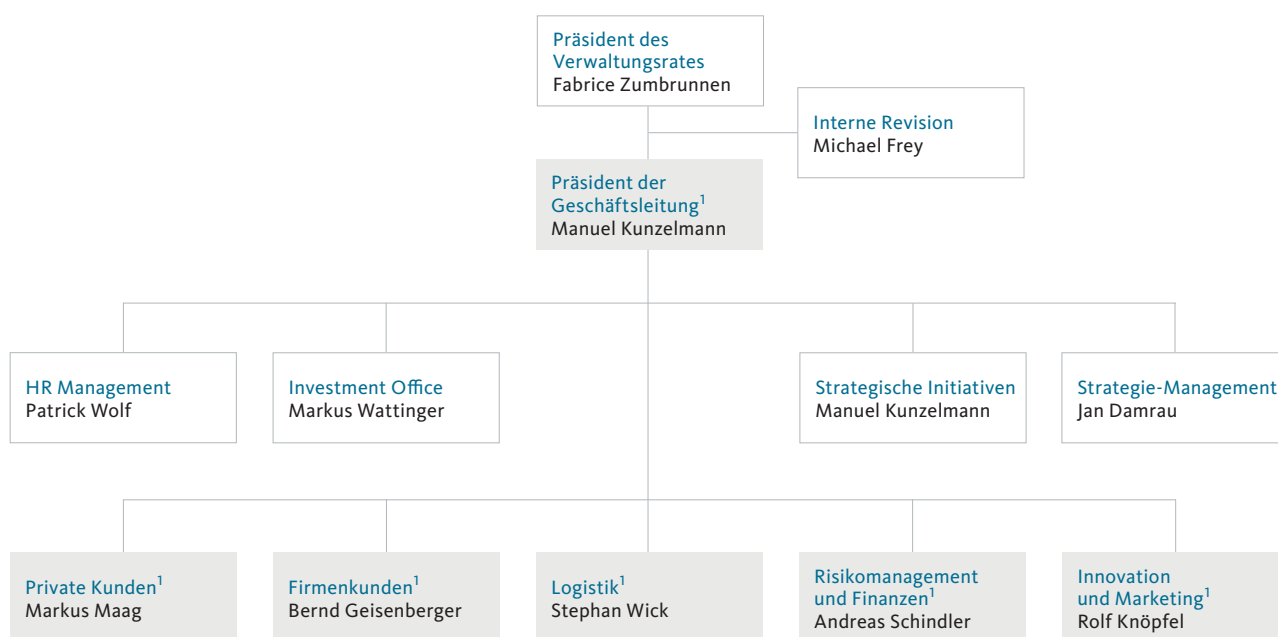 Präsident des
Verwaltungsrates
Fabrice Zumbrunnen
Interne Revision
Michael Frey
Präsident der
Geschäftsleitung¹
Manuel Kunzelmann
HR Management
Patrick Wolf
Investment Office
Markus Wattinger
Strategische Initiativen
Manuel Kunzelmann
Strategie-Management
Jan Damrau
Private Kunden¹
Markus Maag
Firmenkunden¹
Bernd Geisenberger
Logistik¹
Stephan Wick
Risikomanagement
und Finanzen¹
Andreas Schindler
Innovation
und Marketing¹
Rolf Knöpfel